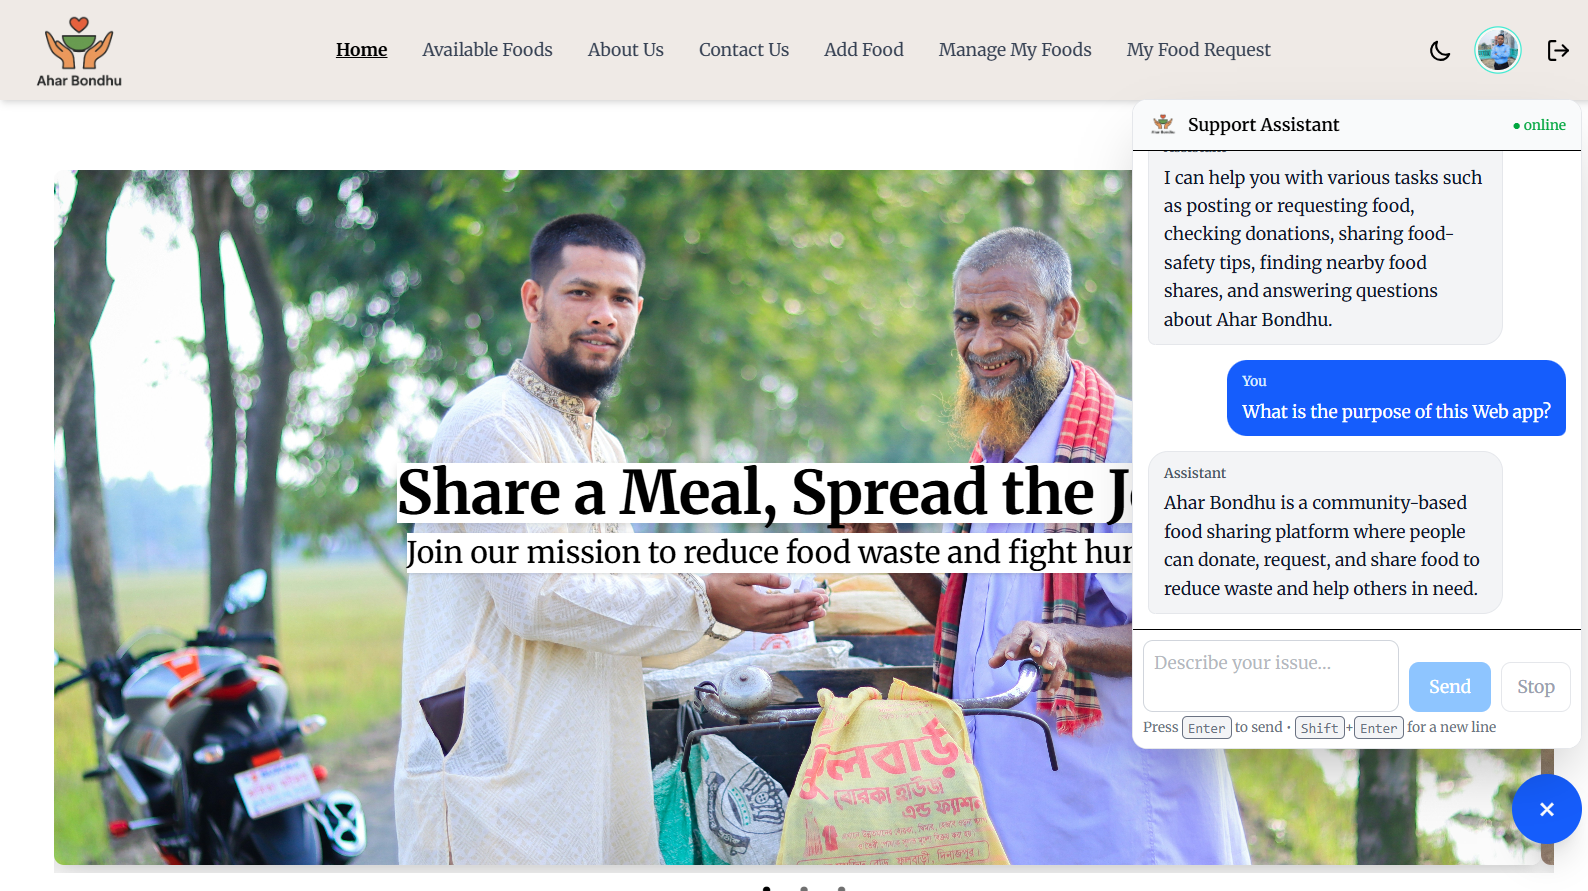 Ahar Bondhu
Home Available Foods About Us Contact Us Add Food Manage My Foods My Food Request
Support Assistant
• online
I can help you with various tasks such
as posting or requesting food,
checking donations, sharing food-
safety tips, finding nearby food
shares, and answering questions
about Ahar Bondhu.
You
What is the purpose of this Web app?
Assistant
Ahar Bondhu is a community-based
food sharing platform where people
can donate, request, and share food to
reduce waste and help others in need.
Describe your issue...
Send
Stop
Press Enter to send • Shift+Enter for a new line
Share a Meal, Spread the
Join our mission to reduce food waste and fight
বোরকা হাউজ
এন্ড ফ্যাশন